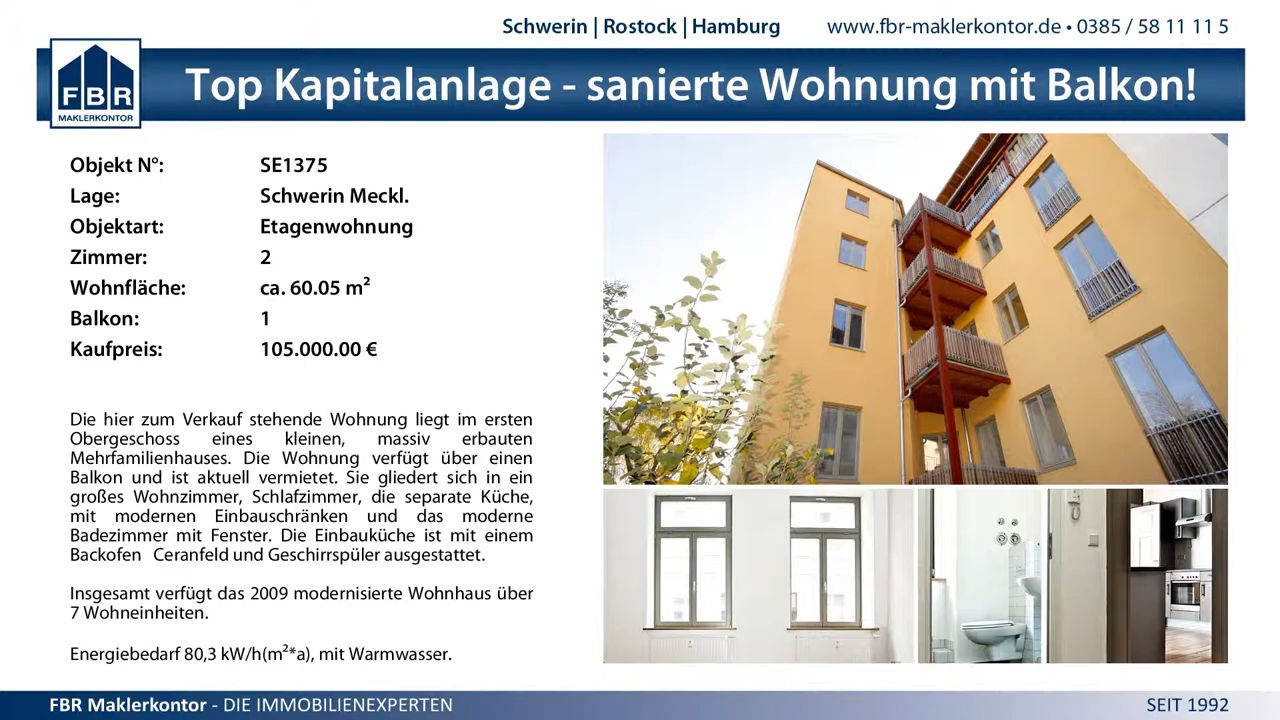 Schwerin | Rostock | Hamburg www.fbr-maklerkontor.de • 0385 / 58 11 11 5
FBR
MAKLERKONTOR
Top Kapitalanlage - sanierte Wohnung mit Balkon!
Objekt N°: SE1375
Lage: Schwerin Meckl.
Objektart: Etagenwohnung
Zimmer: 2
Wohnfläche: ca. 60.05 m²
Balkon: 1
Kaufpreis: 105.000.00 €
Die hier zum Verkauf stehende Wohnung liegt im ersten
Obergeschoss eines kleinen, massiv erbauten
Mehrfamilienhauses. Die Wohnung verfügt über einen
Balkon und ist aktuell vermietet. Sie gliedert sich in ein
großes Wohnzimmer, Schlafzimmer, die separate Küche,
mit modernen Einbauschränken und das moderne
Badezimmer mit Fenster. Die Einbauküche ist mit einem
Backofen Ceranfeld und Geschirrspüler ausgestattet.
Insgesamt verfügt das 2009 modernisierte Wohnhaus über
7 Wohneinheiten.
Energiebedarf 80,3 kW/h(m²*a), mit Warmwasser.
FBR Maklerkontor - DIE IMMOBILIENEXPERTEN SEIT 1992